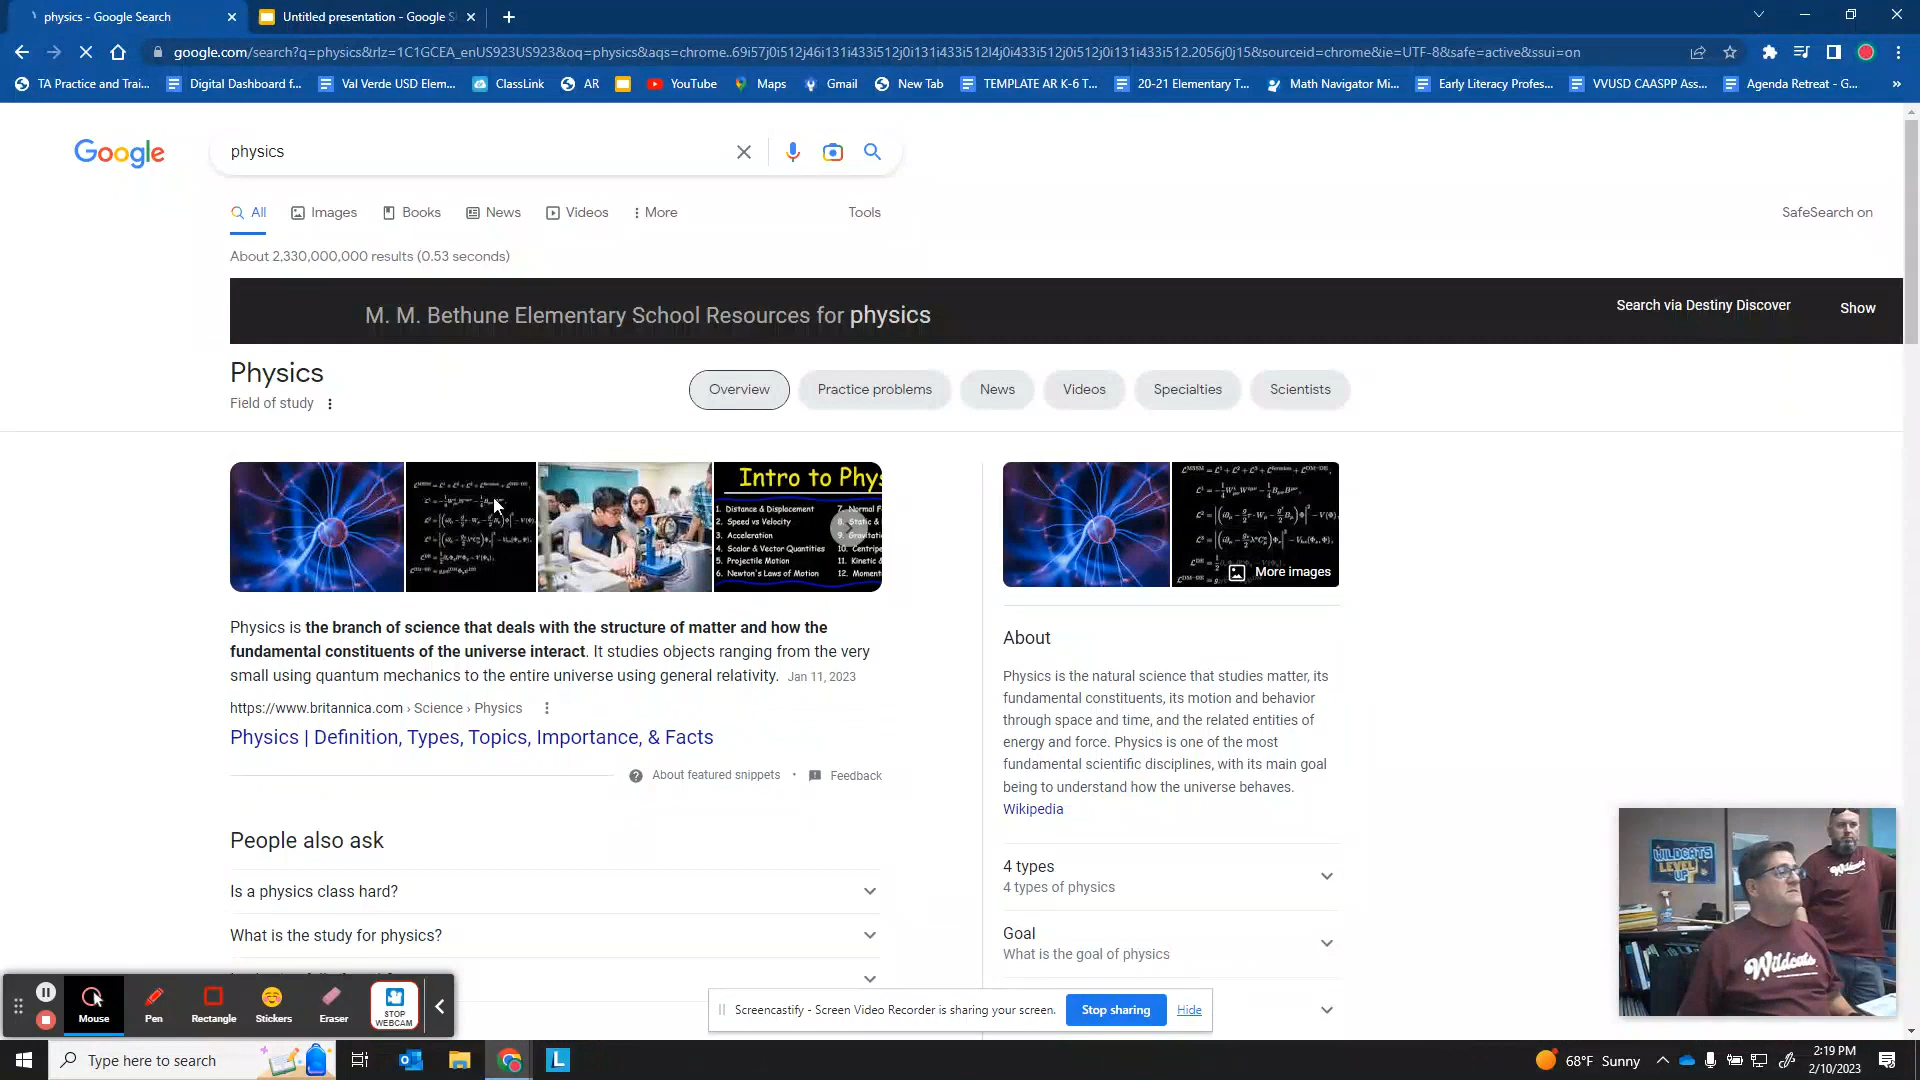 physics - Google Search
Untitled presentation - Google S
google.com/search?q=physics&rlz=1C1GCEA_enUS923US923&oq=physics&aqs=chrome..69i57j0i512j46i131i433i512j0i131i433i512l4j0i433i512j0i512j0i131i433i512.2056j0j15&sourceid=chrome&ie=UTF-8&safe=active&ssui=on
TA Practice and Trai...
Digital Dashboard f...
Val Verde USD Elem...
ClassLink
AR
YouTube
Maps
Gmail
New Tab
TEMPLATE AR K-6 T...
20-21 Elementary T...
Math Navigator Mi...
Early Literacy Profes...
VVUSD CAASPP Ass...
Agenda Retreat - G...
Google
physics
All
Images
Books
News
Videos
More
Tools
SafeSearch on
About 2,330,000,000 results (0.53 seconds)
M. M. Bethune Elementary School Resources for physics
Search via Destiny Discover
Show
Physics
Field of study
Overview
Practice problems
News
Videos
Specialties
Scientists
Intro to Phys
1. Distance & Displacement
2. Speed vs Velocity
3. Acceleration
4. Scalar & Vector Quantities
5. Projectile Motion
6. Newton's Laws of Motion
7. Normal F
8. Static &
9. Gravitati
10. Centripe
11. Kinetic &
12. Moment
More images
Physics is the branch of science that deals with the structure of matter and how the
fundamental constituents of the universe interact. It studies objects ranging from the very
small using quantum mechanics to the entire universe using general relativity. Jan 11, 2023
https://www.britannica.com › Science › Physics
Physics | Definition, Types, Topics, Importance, & Facts
About featured snippets
•
Feedback
People also ask
Is a physics class hard?
What is the study for physics?
About
Physics is the natural science that studies matter, its
fundamental constituents, its motion and behavior
through space and time, and the related entities of
energy and force. Physics is one of the most
fundamental scientific disciplines, with its main goal
being to understand how the universe behaves.
Wikipedia
4 types
4 types of physics
Goal
What is the goal of physics
WILDCATS
LEVEL
UP
Wildcats
Mouse
Pen
Rectangle
Stickers
Eraser
STOP
WEBCAM
Screencastify - Screen Video Recorder is sharing your screen.
Stop sharing
Hide
Type here to search
L
68°F Sunny
2:19 PM
2/10/2023